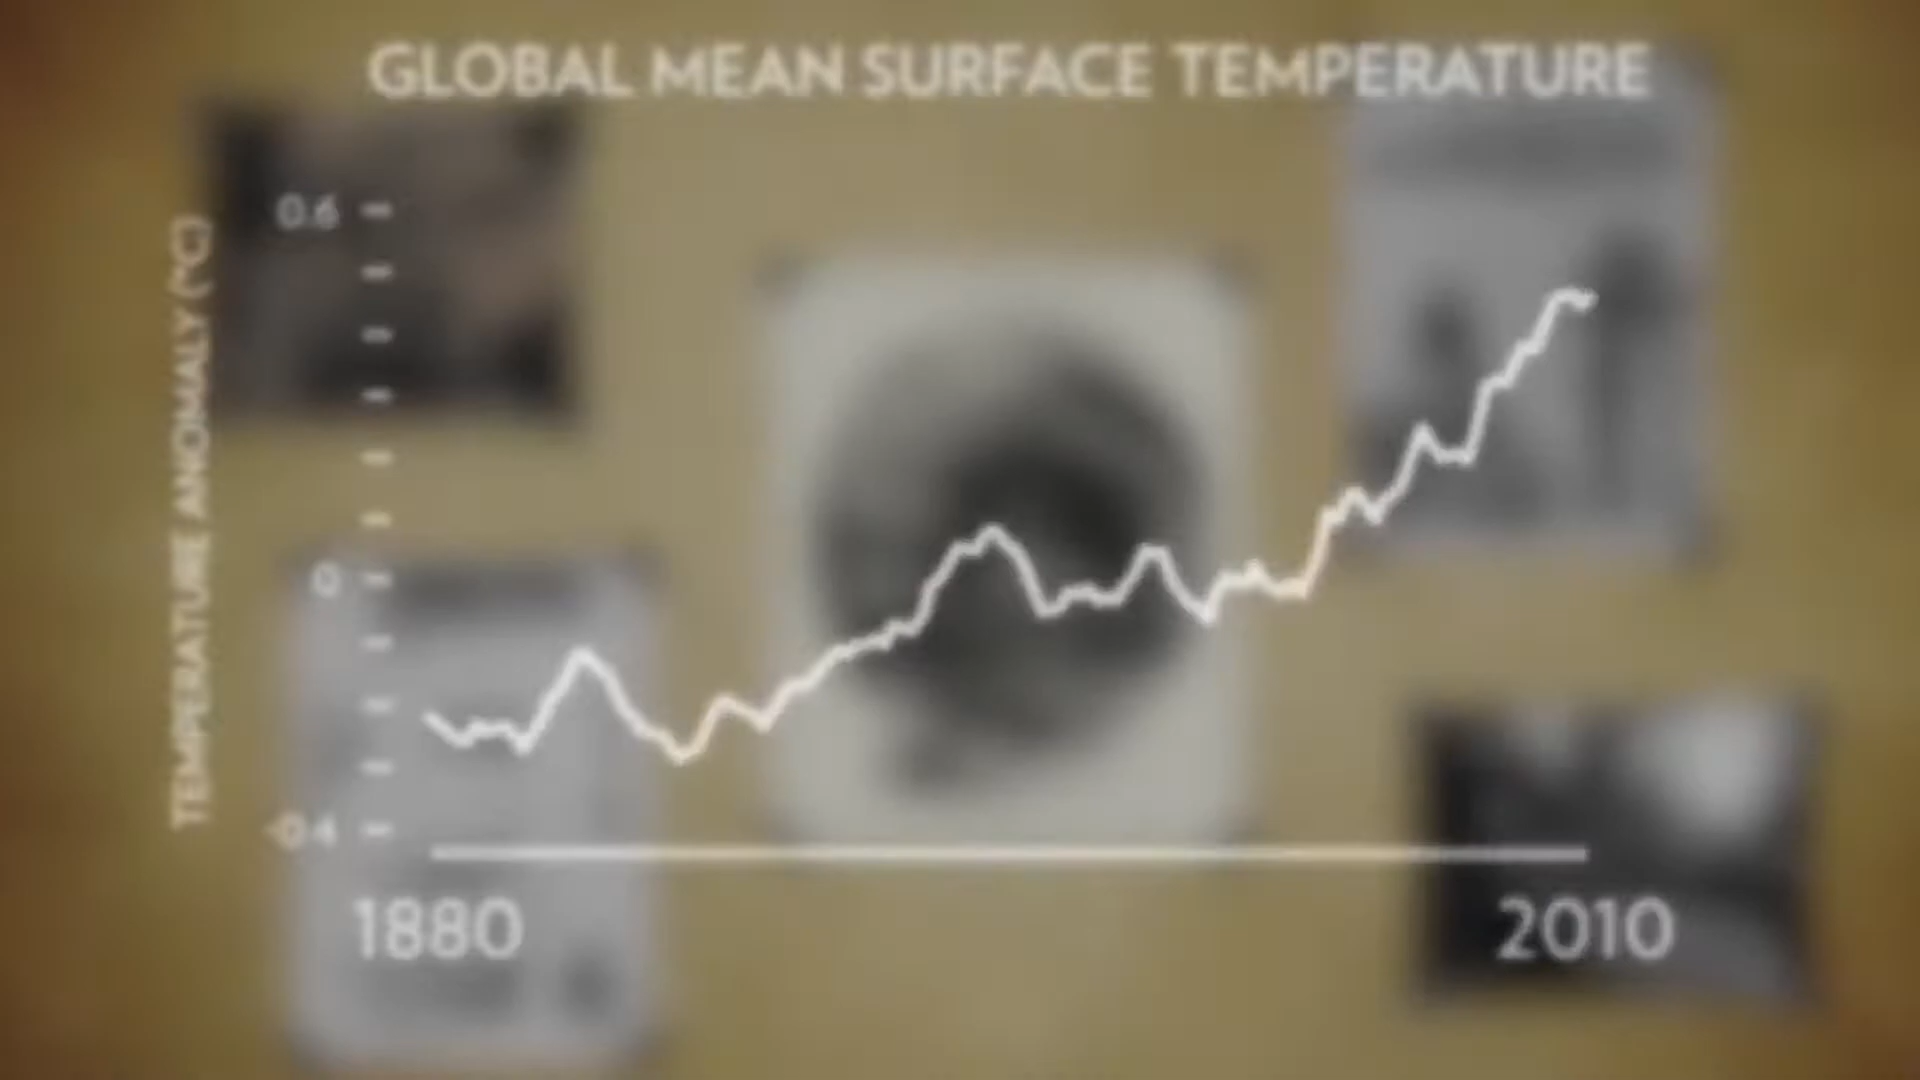 GLOBAL MEAN SURFACE TEMPERATURE
TEMPERATURE ANOMALY (°C)
0.6
0
-0.4
1880
2010